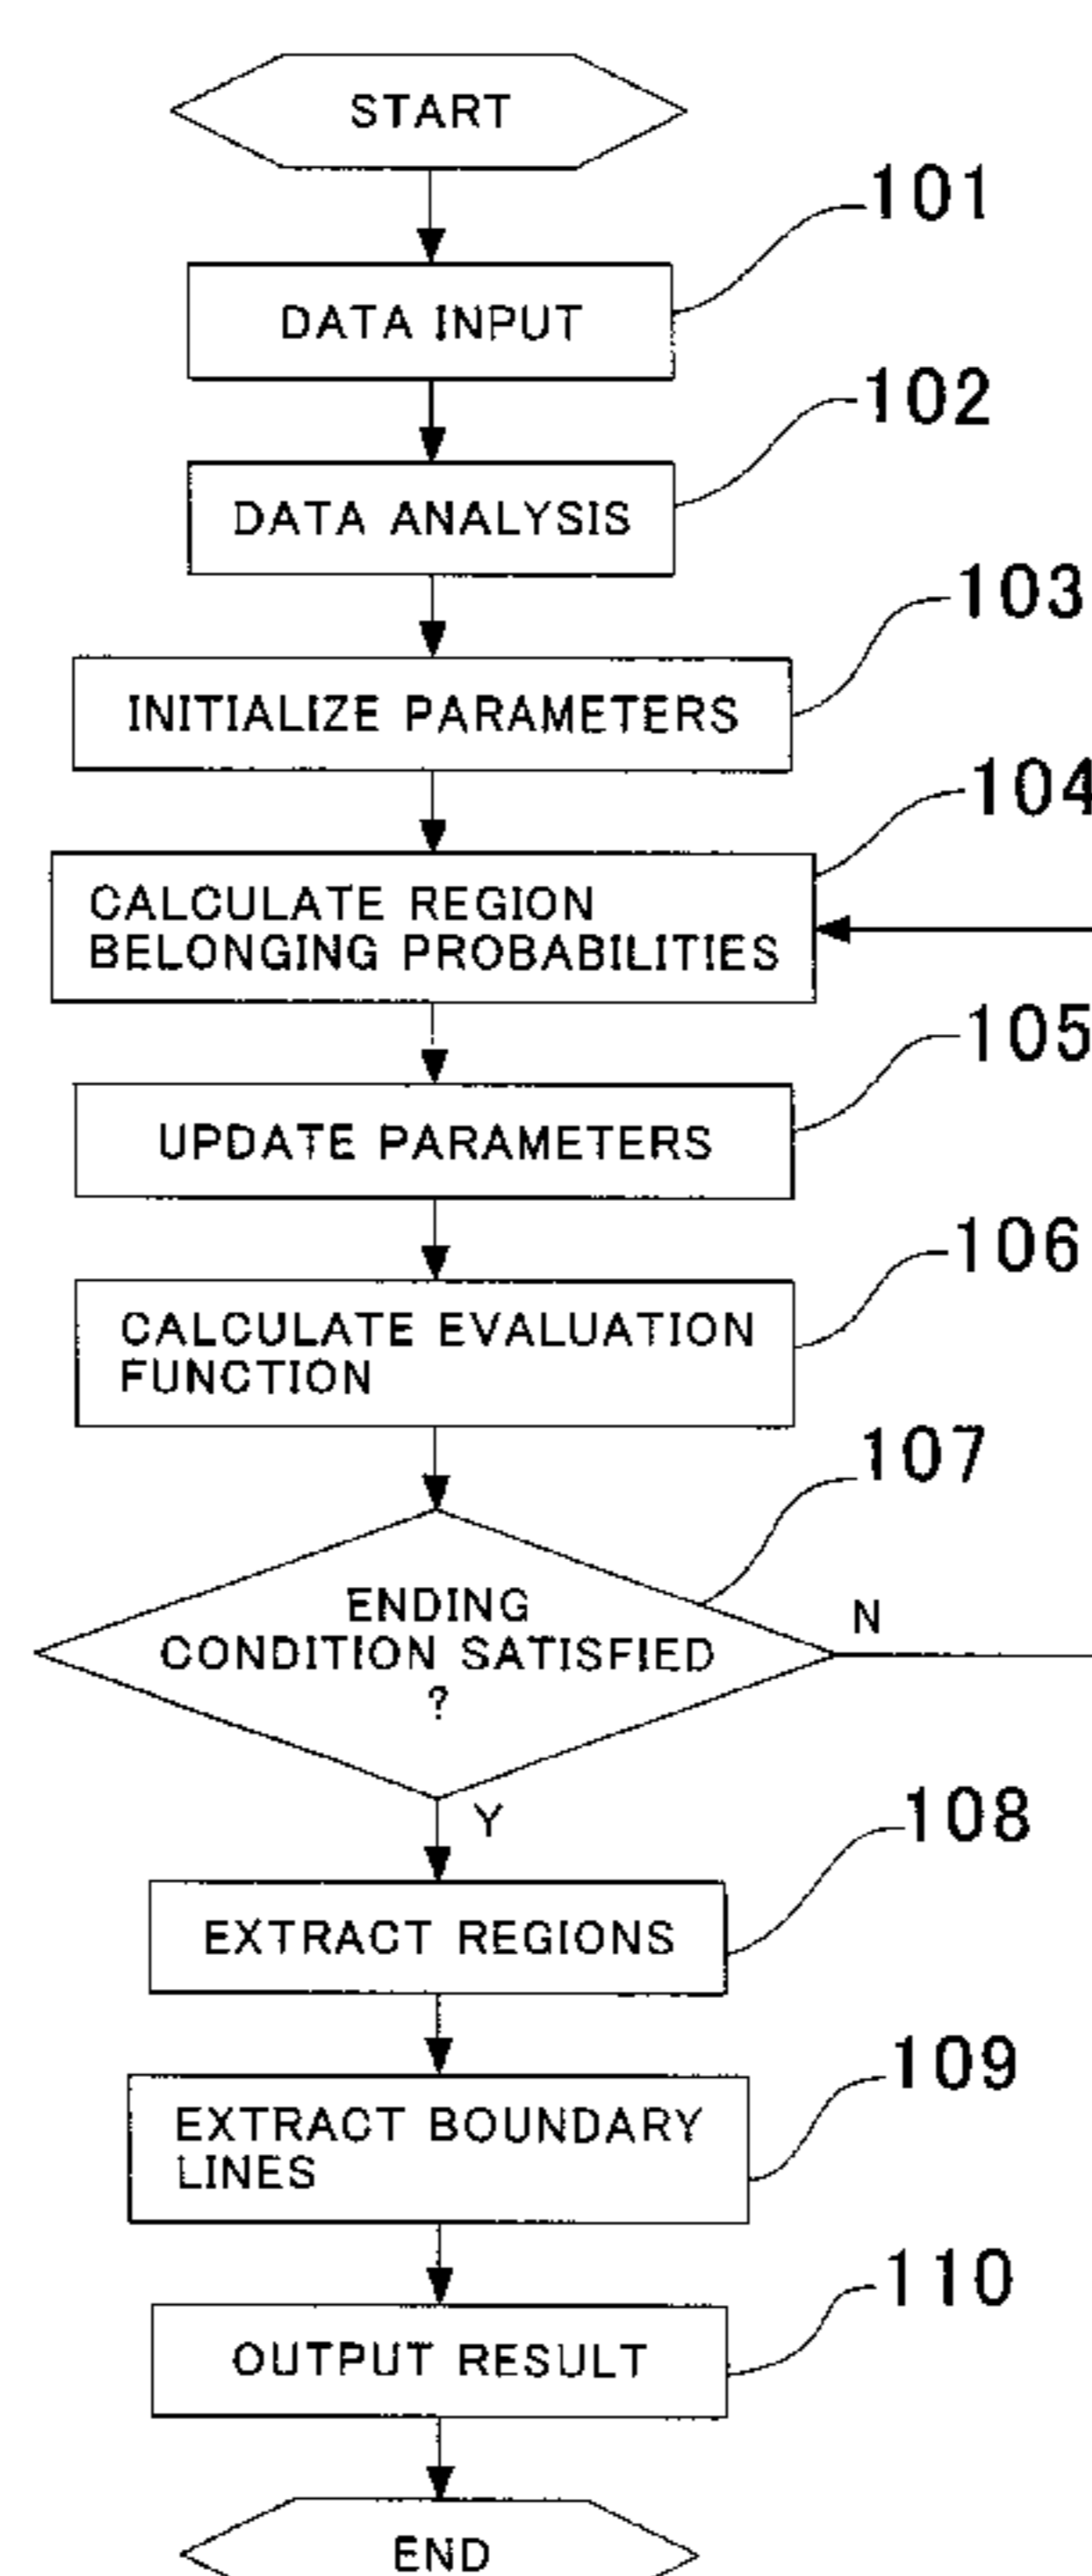 START
101
DATA INPUT
102
DATA ANALYSIS
103
INITIALIZE PARAMETERS
104
CALCULATE REGION
BELONGING PROBABILITIES
105
UPDATE PARAMETERS
106
CALCULATE EVALUATION
FUNCTION
107
ENDING
CONDITION SATISFIED
?
N
Y
108
EXTRACT REGIONS
109
EXTRACT BOUNDARY
LINES
110
OUTPUT RESULT
END